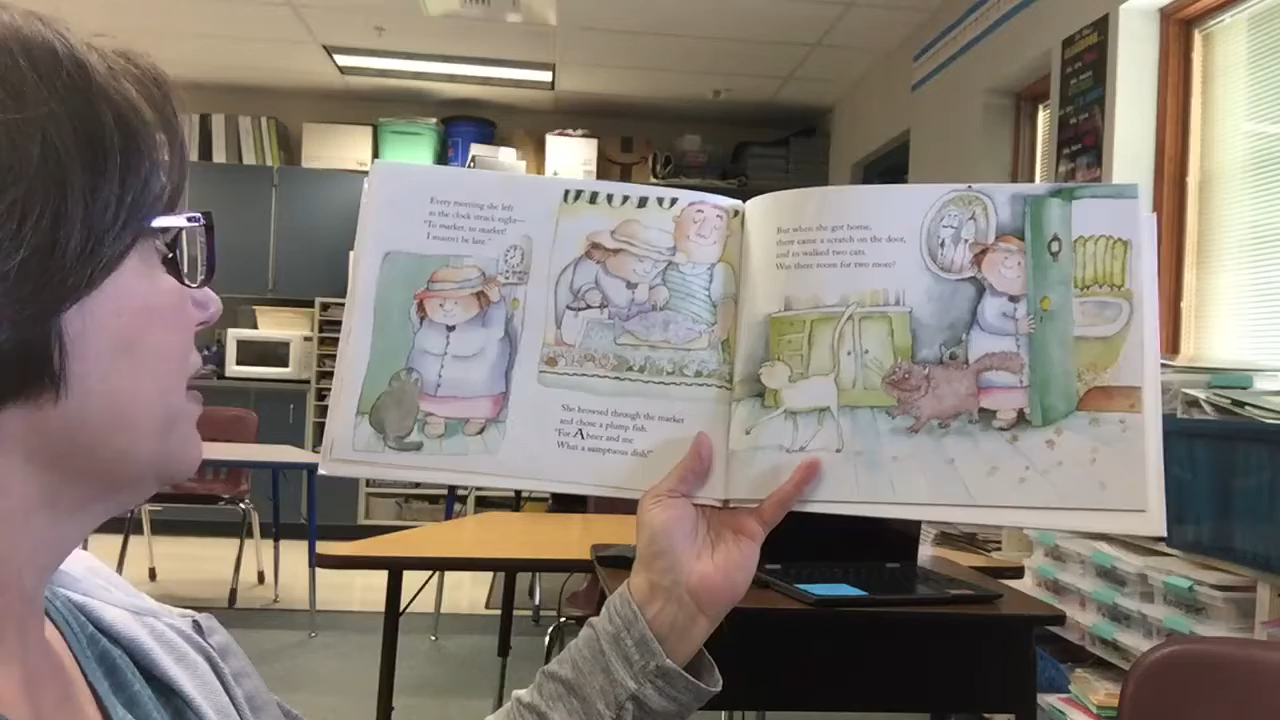 Every morning she left
as the clock struck eight—
"To market, to market!
I mustn't be late."
She browsed through the market
and chose a plump fish.
"For Abner and me
What a sumptuous dish!"
But when she got home,
there came a scratch on the door,
and in walked two cats.
Was there room for two more?